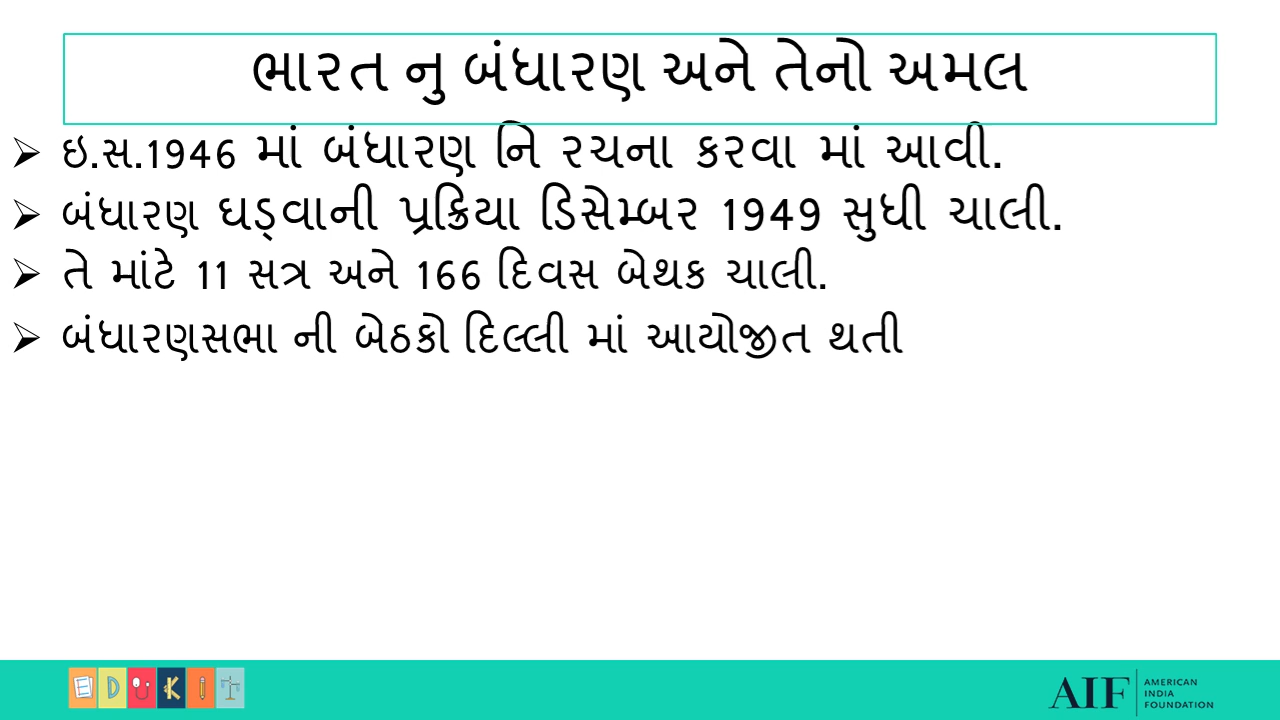 ભારત નુ બંધારણ અને તેનો અમલ
➢ ઇ.સ.1946 માં બંધારણ નિ રચના કરવા માં આવી.
➢ બંધારણ ઘડ્વાની પ્રક્રિયા ડિસેમ્બર 1949 સુધી ચાલી.
➢ તે માંટે 11 સત્ર અને 166 દિવસ બેથક ચાલી.
➢ બંધારણસભા ની બેઠકો દિલ્લી માં આયોજીત થતી
EDUKIT
AIF AMERICAN
INDIA
FOUNDATION